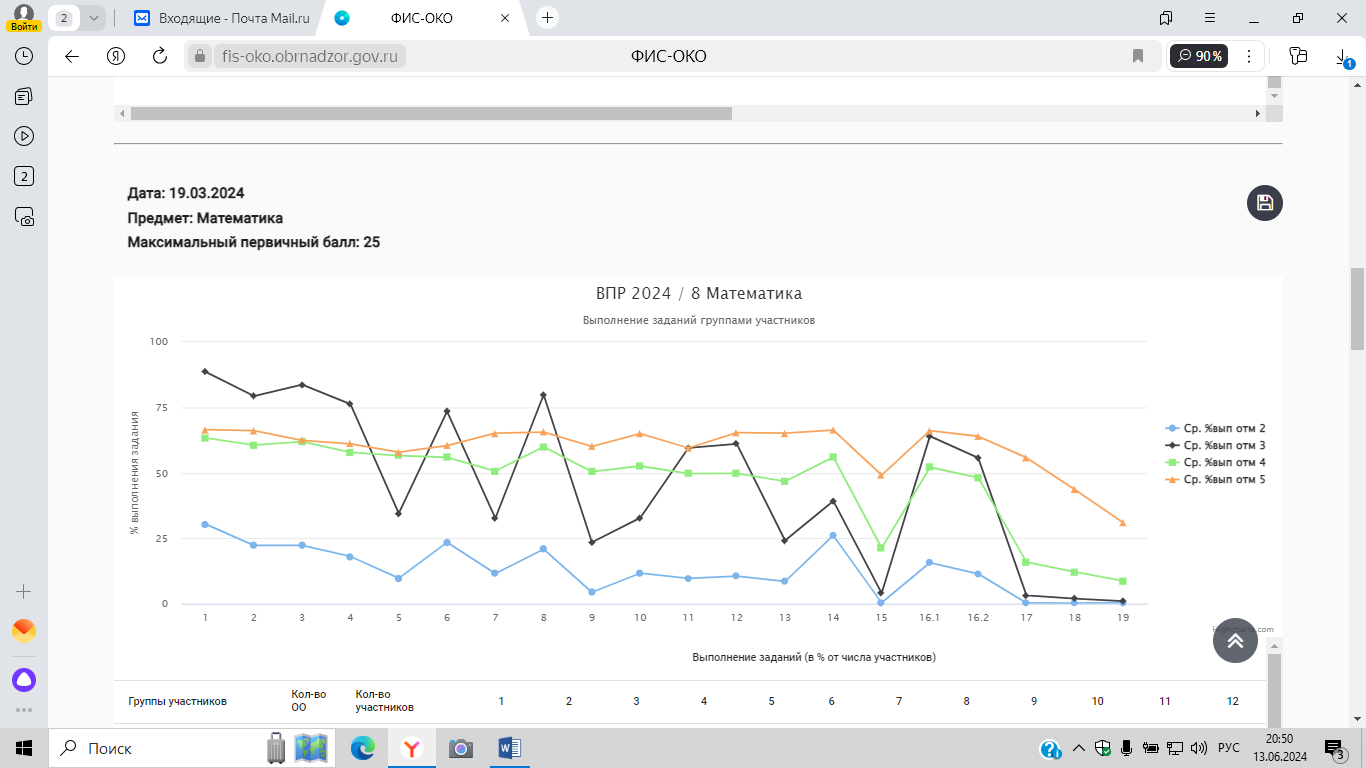 Войти
2
Входящие - Почта Mail.ru
ФИС-ОКО
fis-oko.obrnadzor.gov.ru
ФИС-ОКО
90%
1
2
Дата: 19.03.2024
Предмет: Математика
Максимальный первичный балл: 25
ВПР 2024 / 8 Математика
Выполнение заданий группами участников
% выполнения задания
100
75
50
25
0
1 2 3 4 5 6 7 8 9 10 11 12 13 14 15 16.1 16.2 17 18 19
Ср. %вып отм 2
Ср. %вып отм 3
Ср. %вып отм 4
Ср. %вып отм 5
Highcharts.com
Выполнение заданий (в % от числа участников)
Группы участников Кол-во ОО Кол-во участников 1 2 3 4 5 6 7 8 9 10 11 12
Поиск
РУС
20:50
13.06.2024
3